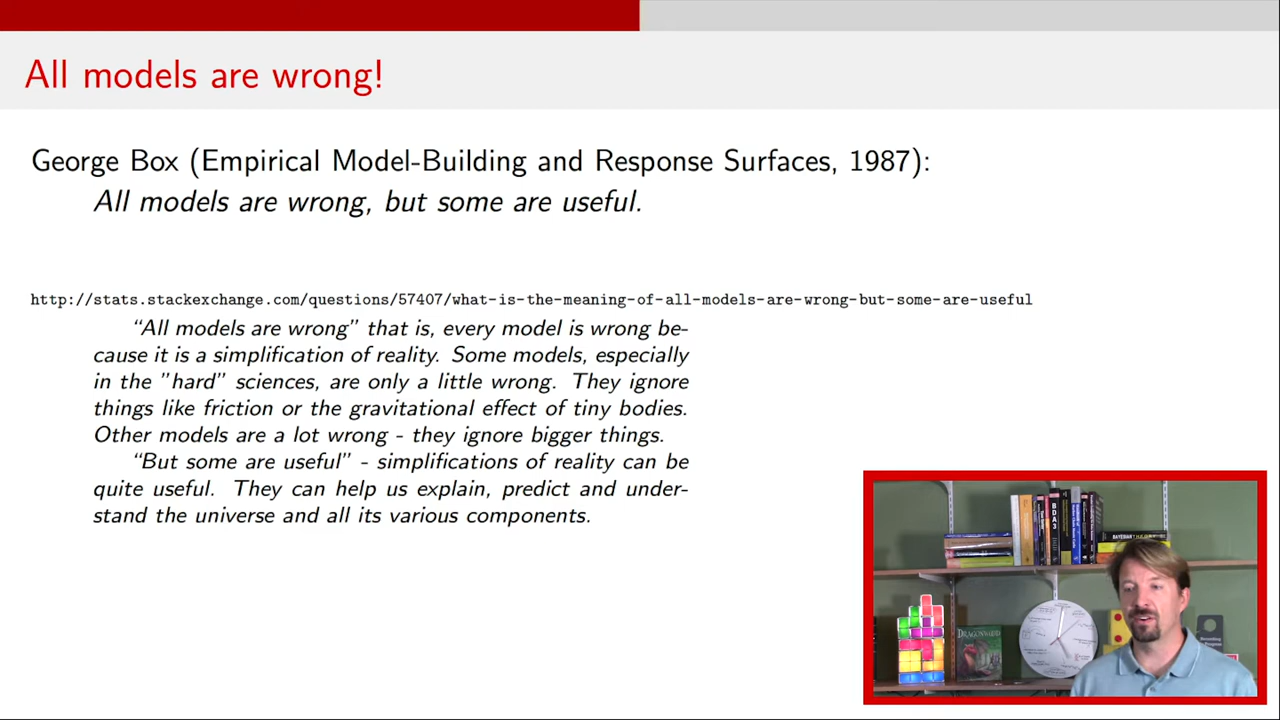 All models are wrong!
George Box (Empirical Model-Building and Response Surfaces, 1987):
All models are wrong, but some are useful.
http://stats.stackexchange.com/questions/57407/what-is-the-meaning-of-all-models-are-wrong-but-some-are-useful
“All models are wrong” that is, every model is wrong be-
cause it is a simplification of reality. Some models, especially
in the ”hard” sciences, are only a little wrong. They ignore
things like friction or the gravitational effect of tiny bodies.
Other models are a lot wrong - they ignore bigger things.
“But some are useful” - simplifications of reality can be
quite useful. They can help us explain, predict and under-
stand the universe and all its various components.
BDA3
DRAGONWOOD